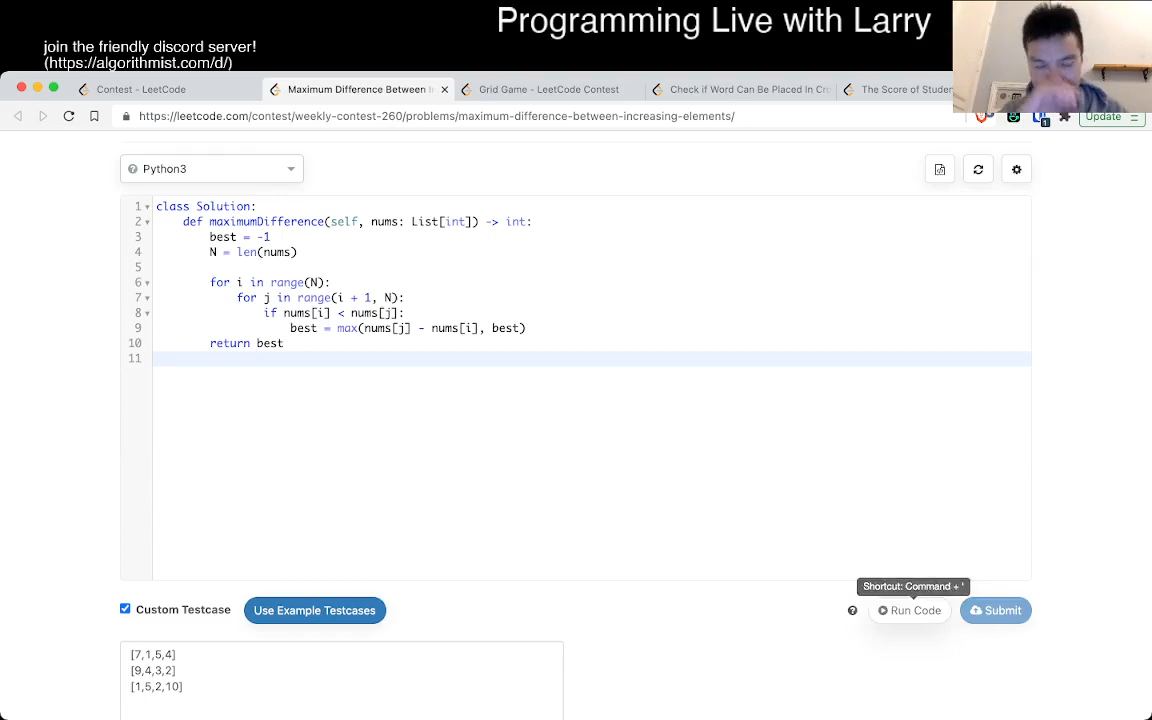 Programming Live with Larry
join the friendly discord server!
(https://algorithmist.com/d/)
Contest - LeetCode
Maximum Difference Between I
Grid Game - LeetCode Contest
Check if Word Can Be Placed In Cr
The Score of Studen
https://leetcode.com/contest/weekly-contest-260/problems/maximum-difference-between-increasing-elements/
1
Update
Python3
1 class Solution:
2 def maximumDifference(self, nums: List[int]) -> int:
3 best = -1
4 N = len(nums)
5
6 for i in range(N):
7 for j in range(i + 1, N):
8 if nums[i] < nums[j]:
9 best = max(nums[j] - nums[i], best)
10 return best
11
Shortcut: Command + '
Custom Testcase
Use Example Testcases
Run Code
Submit
[7,1,5,4]
[9,4,3,2]
[1,5,2,10]